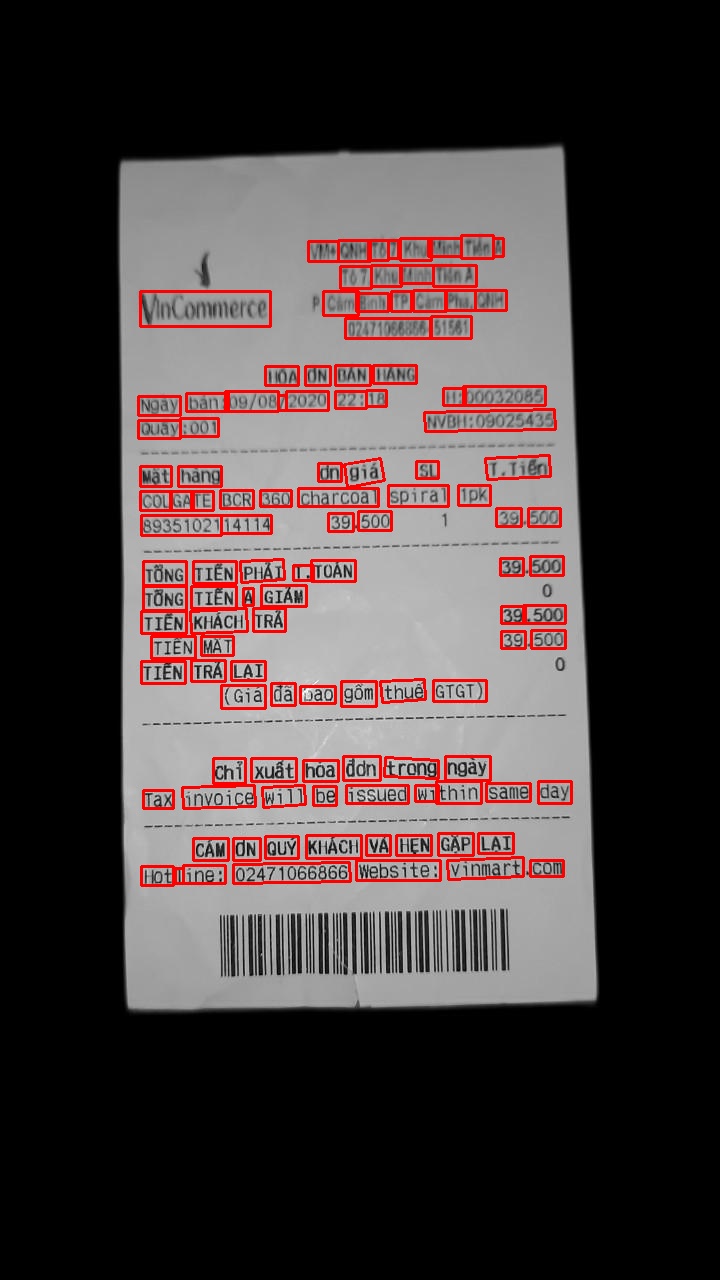 VM+ QNH Tổ 7 Khu Minh Tiến A
Tổ 7 Khu Minh Tiến A
VinCommerce
P. Cẩm Bình TP. Cẩm Phả, QNH
02471066866-51561
HÓA ĐƠN BÁN HÀNG
Ngày bán:09/08/2020 22:18 HĐ:00032085
Quầy:001 NVBH:09025435
Mặt hàng Đơn giá SL T.Tiền
COLGATE BCR 360 charcoal spiral 1pk
8935102114114 39.500 1 39.500
TỔNG TIỀN PHẢI T.TOÁN 39.500
TỔNG TIỀN ĐÃ GIẢM 0
TIỀN KHÁCH TRẢ 39.500
TIỀN MẶT 39.500
TIỀN TRẢ LẠI 0
(Giá đã bao gồm thuế GTGT)
Chỉ xuất hóa đơn trong ngày
Tax invoice will be issued within same day
CẢM ƠN QUÝ KHÁCH VÀ HẸN GẶP LẠI
Hotline: 02471066866 Website: vinmart.com